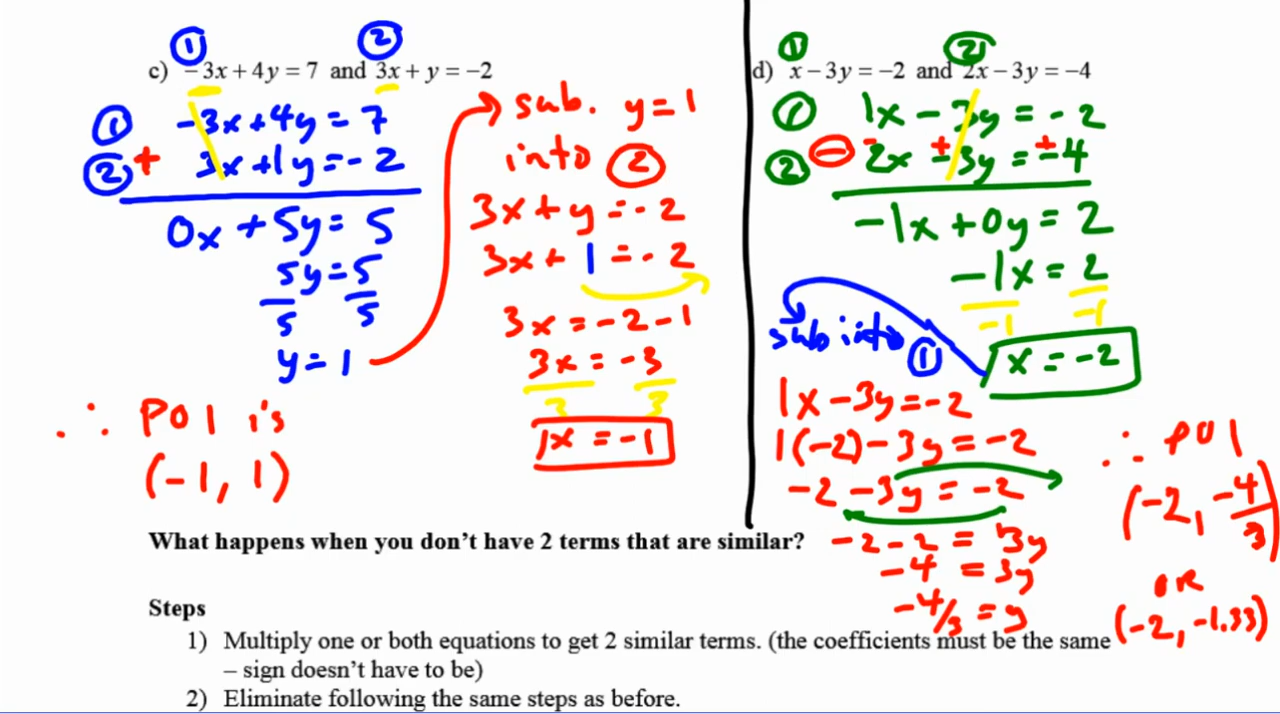 ① ②
c) – 3x + 4y = 7 and 3x + y = –2
① -3x+4y=7
② + 3x+1y=-2
0x +5y= 5
5y=5
5 5
y=1
∴ POI is
(-1, 1)
sub. y=1
into ②
3x+y=-2
3x+ 1 =-2
3x=-2-1
3x = -3
3 3
1x = -1
① ②
d) x – 3y = –2 and 2x – 3y = –4
① 1x - 3y = -2
② ⊖ 2x ± 3y = ± 4
-1x +0y= 2
-1x = 2
-1 -1
x = -2
sub into ①
1x-3y=-2
1(-2)-3y=-2
-2 -3y =-2
-2-2 = 3y
-4 = 3y
-4/3 = y
∴ POI
(-2, -4/3)
OR
(-2, -1.33)
What happens when you don’t have 2 terms that are similar?
Steps
1) Multiply one or both equations to get 2 similar terms. (the coefficients must be the same
– sign doesn’t have to be)
2) Eliminate following the same steps as before.